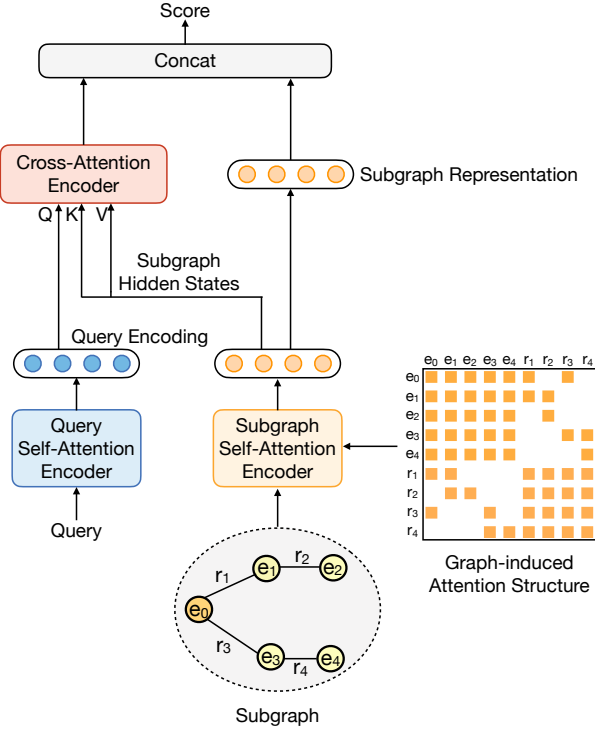 Score
Concat
Cross-Attention
Encoder
Subgraph Representation
Q K V
Subgraph
Hidden States
Query Encoding
Query
Self-Attention
Encoder
Subgraph
Self-Attention
Encoder
Query
e0 e1 e2 e3 e4 r1 r2 r3 r4
e0
e1
e2
e3
e4
r1
r2
r3
r4
Graph-induced
Attention Structure
r1 e1 r2 e2
e0
r3 e3 r4 e4
Subgraph